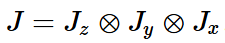 J = J_z ⊗ J_y ⊗ J_x